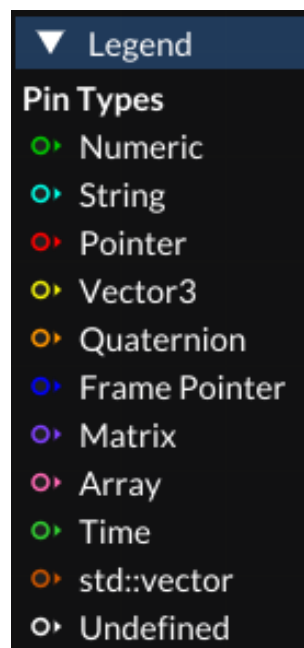 Legend
Pin Types
Numeric
String
Pointer
Vector3
Quaternion
Frame Pointer
Matrix
Array
Time
std::vector
Undefined